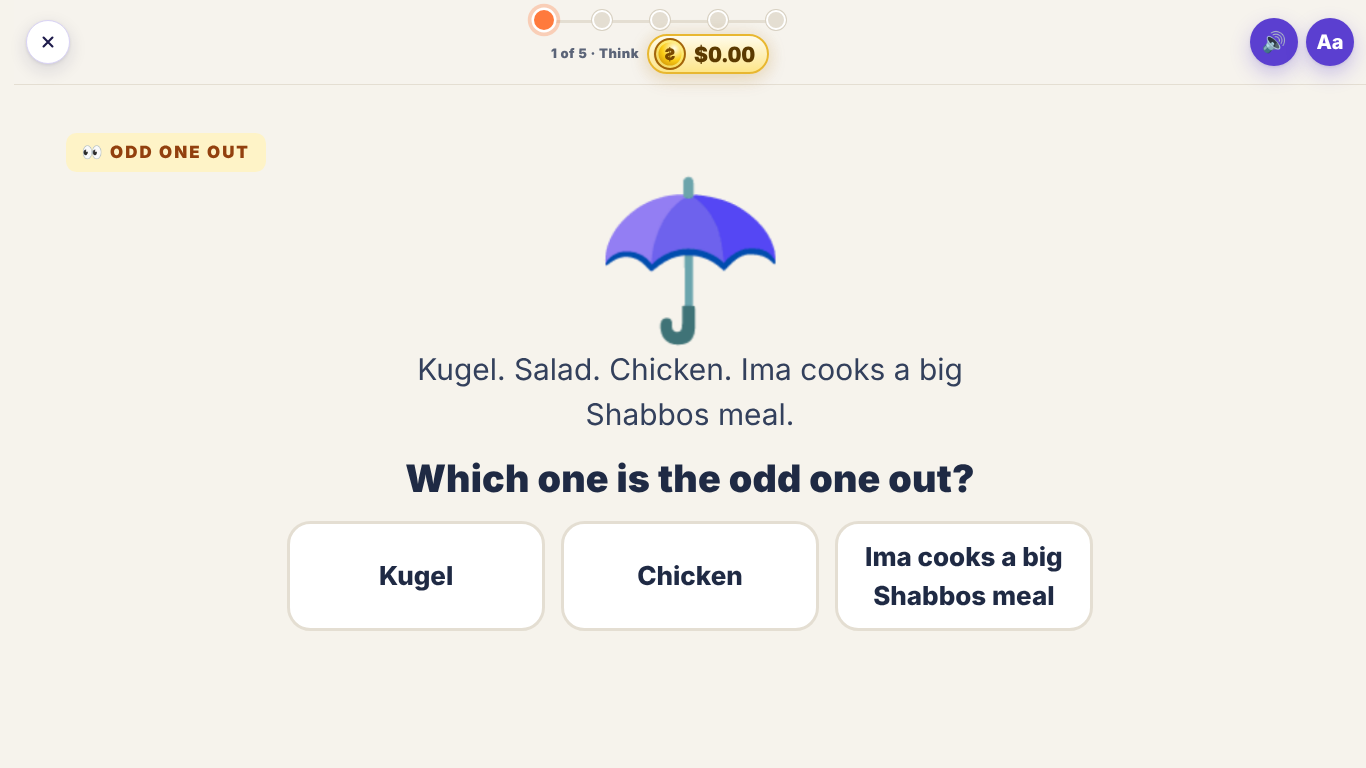 1 of 5 · Think
$0.00
Aa
ODD ONE OUT
Kugel. Salad. Chicken. Ima cooks a big
Shabbos meal.
Which one is the odd one out?
Kugel
Chicken
Ima cooks a big
Shabbos meal